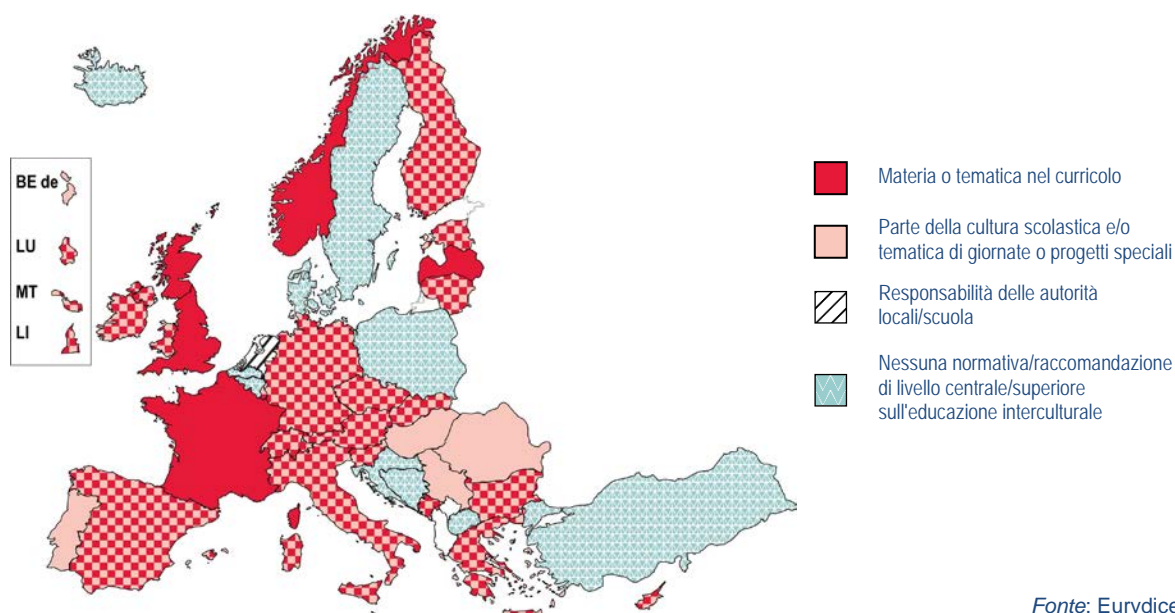 BE de
LU
MT
LI
Materia o tematica nel curricolo
Parte della cultura scolastica e/o
tematica di giornate o progetti speciali
Responsabilità delle autorità
locali/scuola
Nessuna normativa/raccomandazione
di livello centrale/superiore
sull'educazione interculturale
Fonte: Eurydice